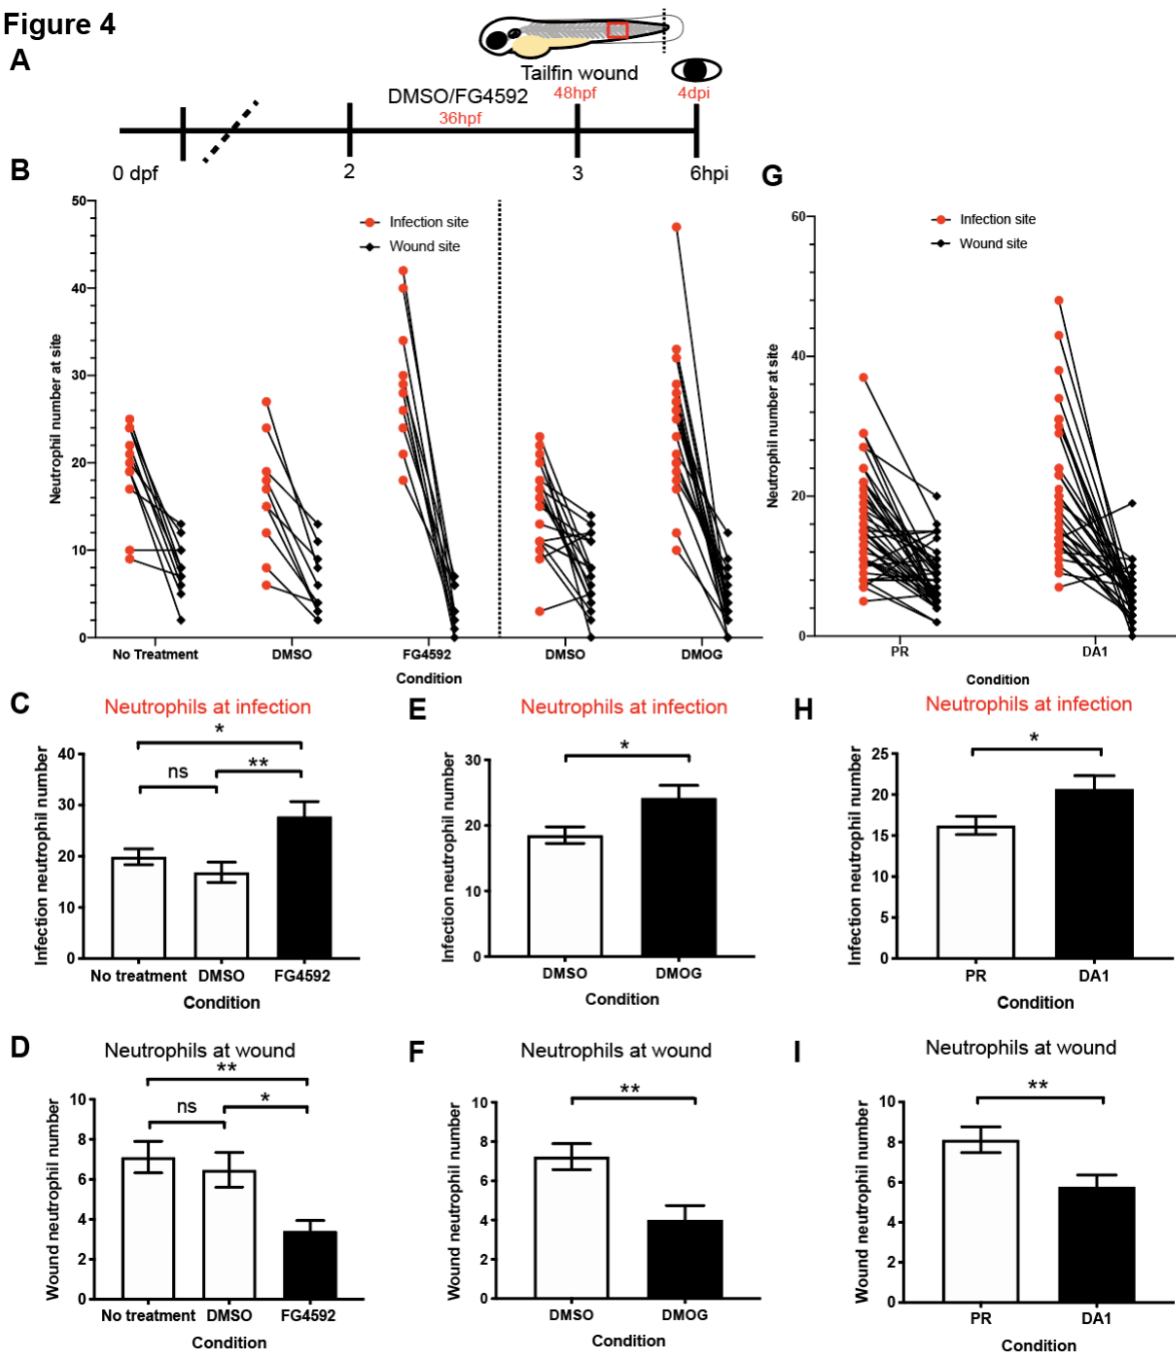 Figure 4
A
Tailfin wound
DMSO/FG4592
48hpf
4dpi
36hpf
0 dpf
2
3
6hpi
B
50
40
30
20
10
0
Neutrophil number at site
Infection site
Wound site
No Treatment
DMSO
FG4592
DMSO
DMOG
Condition
G
60
40
20
0
Neutrophil number at site
Infection site
Wound site
PR
DA1
Condition
C
Neutrophils at infection
*
ns
**
40
30
20
10
0
Infection neutrophil number
No treatment
DMSO
FG4592
Condition
E
Neutrophils at infection
*
30
20
10
0
Infection neutrophil number
DMSO
DMOG
Condition
H
Neutrophils at infection
*
25
20
15
10
5
0
Infection neutrophil number
PR
DA1
Condition
D
Neutrophils at wound
**
ns
*
10
8
6
4
2
0
Wound neutrophil number
No treatment
DMSO
FG4592
Condition
F
Neutrophils at wound
**
10
8
6
4
2
0
Wound neutrophil number
DMSO
DMOG
Condition
I
Neutrophils at wound
**
10
8
6
4
2
0
Wound neutrophil number
PR
DA1
Condition